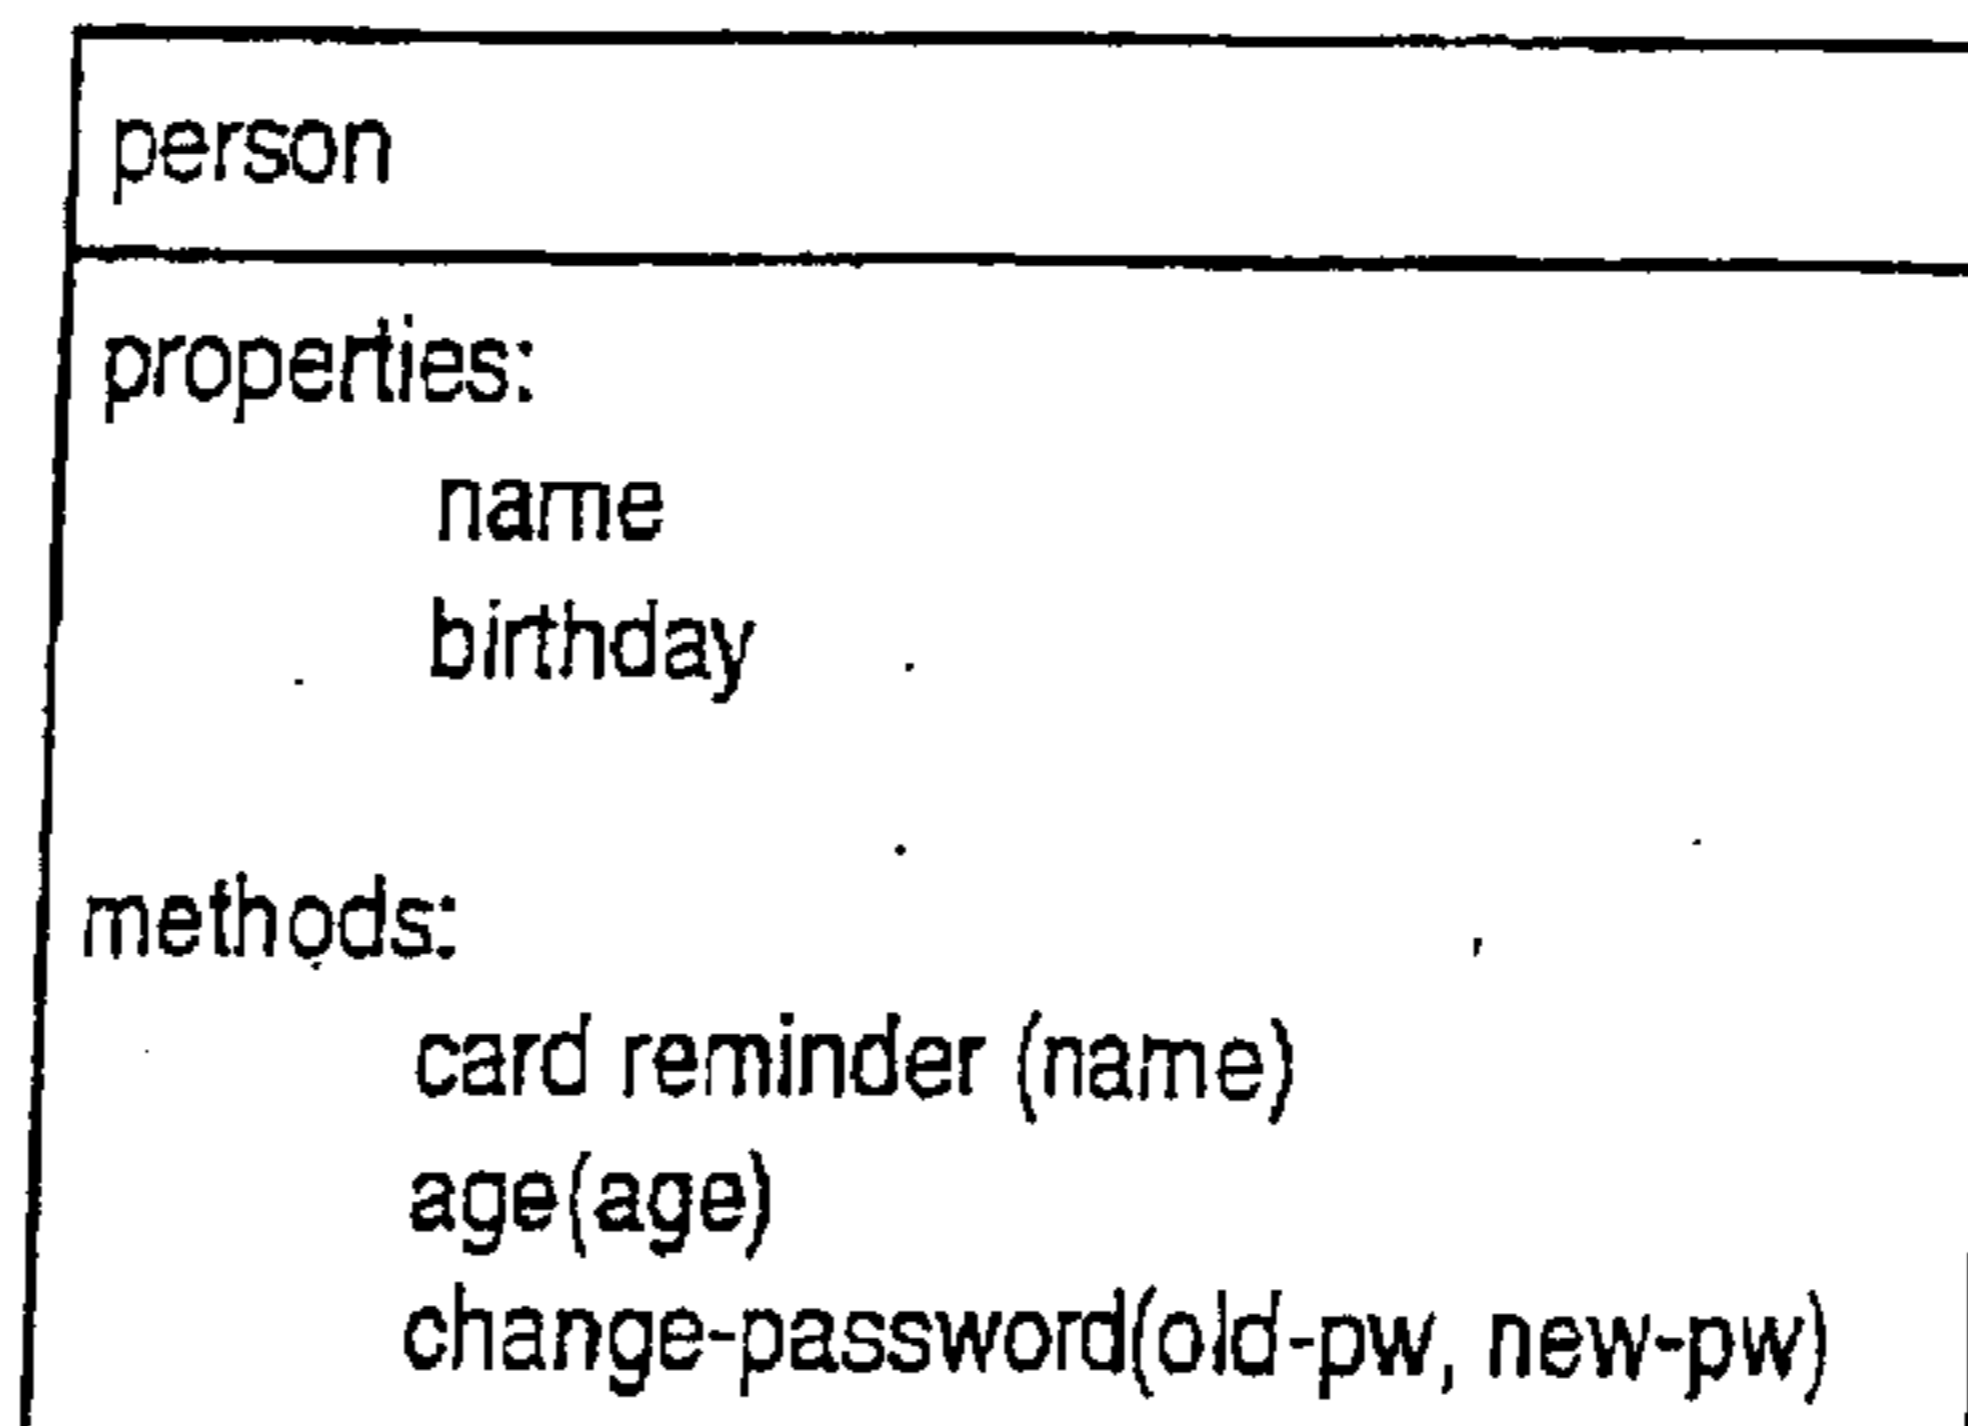 person
properties:
name
birthday
methods:
card reminder (name)
age(age)
change-password(old-pw, new-pw)